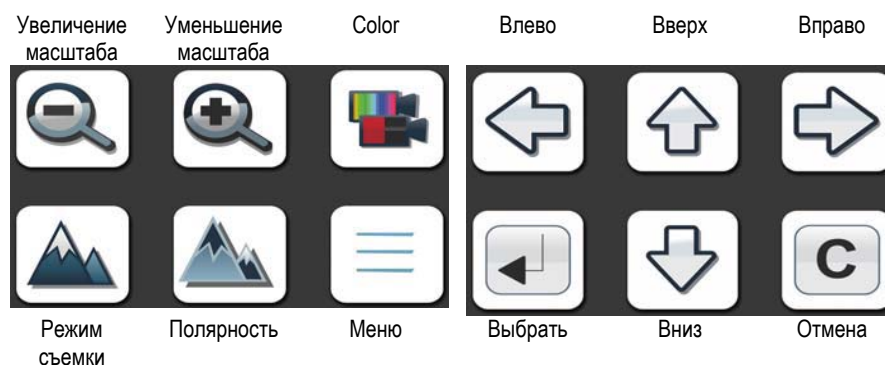 Увеличение масштаба
Уменьшение масштаба
Color
Влево
Вверх
Вправо
C
Режим съемки
Полярность
Меню
Выбрать
Вниз
Отмена